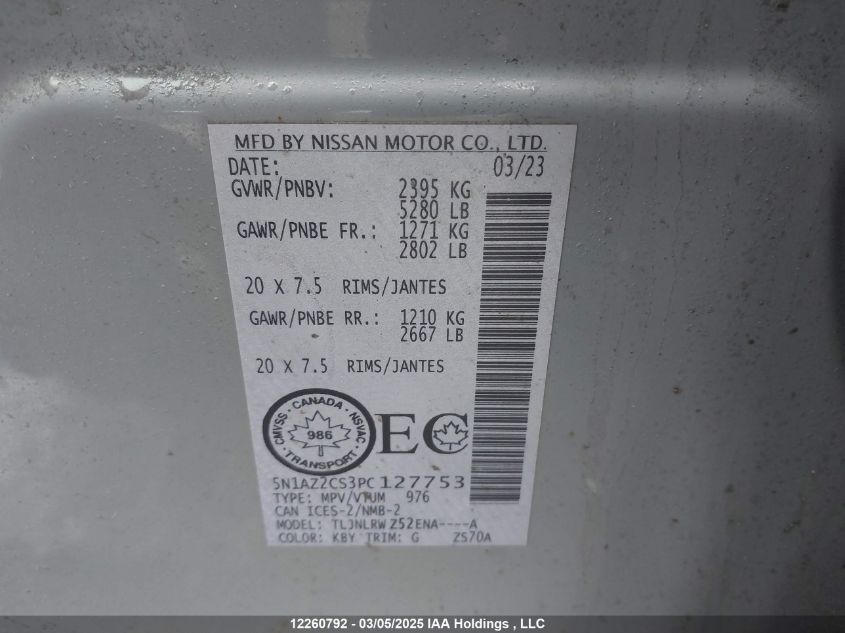 MFD BY NISSAN MOTOR CO., LTD.
DATE: 03/23
GVWR/PNBV: 2395 KG
5280 LB
GAWR/PNBE FR.: 1271 KG
2802 LB
20 X 7.5 RIMS/JANTES
GAWR/PNBE RR.: 1210 KG
2667 LB
20 X 7.5 RIMS/JANTES
CMVSS · CANADA · NSVAC · TRANSPORT
986
EC
5N1AZ2CS3PC127753
TYPE: MPV/VTUM 976
CAN ICES-2/NMB-2
MODEL: TLJNLRW Z52ENA----A
COLOR: KBY TRIM: G ZS70A
12260792 - 03/05/2025 IAA Holdings , LLC